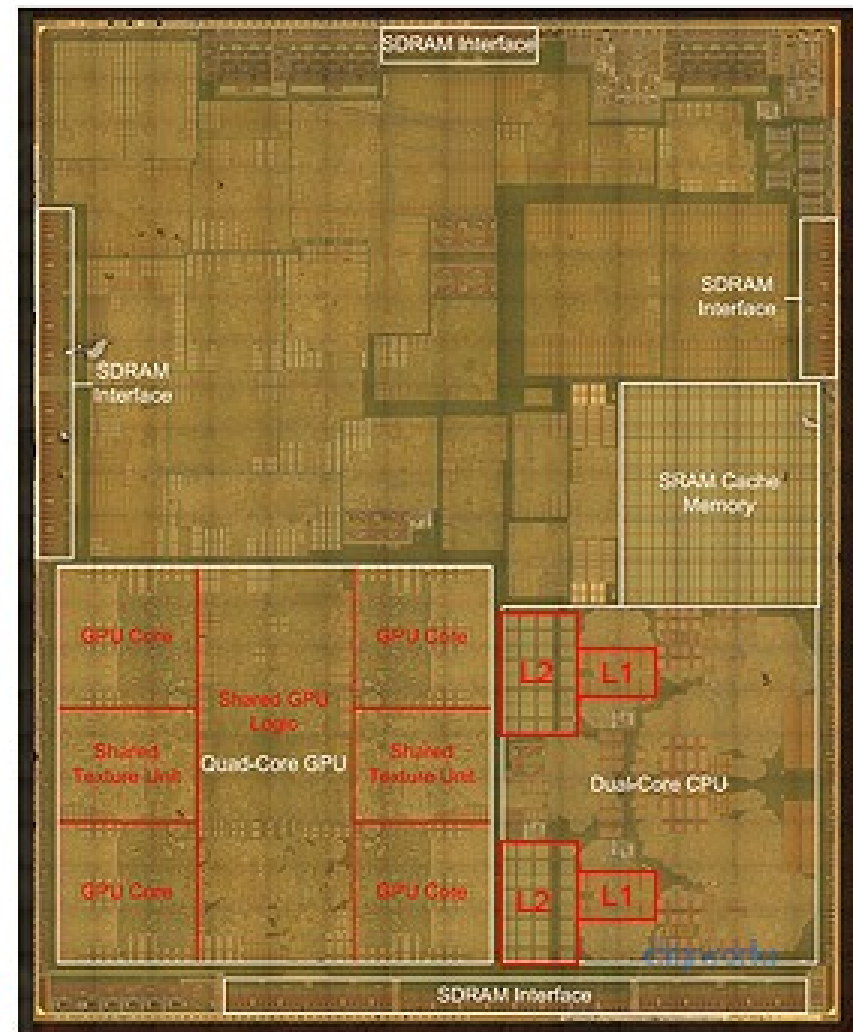 SDRAM Interface
SDRAM
Interface
SDRAM
Interface
SRAM Cache
Memory
GPU Core
GPU Core
L2
L1
Shared GPU
Logic
Shared
Texture Unit
Quad-Core GPU
Shared
Texture Unit
Dual-Core CPU
GPU Core
GPU Core
L2
L1
chipworks
SDRAM Interface